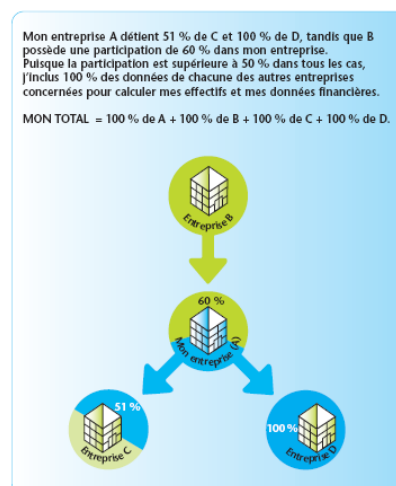 Mon entreprise A détient 51 % de C et 100 % de D, tandis que B
possède une participation de 60 % dans mon entreprise.
Puisque la participation est supérieure à 50 % dans tous les cas,
j'inclus 100 % des données de chacune des autres entreprises
concernées pour calculer mes effectifs et mes données financières.
MON TOTAL = 100 % de A + 100 % de B + 100 % de C + 100 % de D.
Entreprise B
60 %
Mon entreprise (A)
51 %
Entreprise C
100 %
Entreprise D